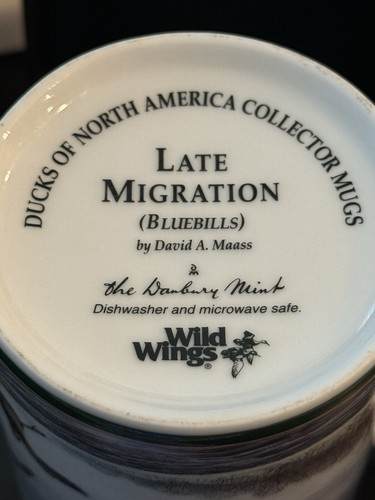 DUCKS OF NORTH AMERICA COLLECTOR MUGS
LATE
MIGRATION
(BLUEBILLS)
by David A. Maass
The Danbury Mint
Dishwasher and microwave safe.
Wild
Wings®